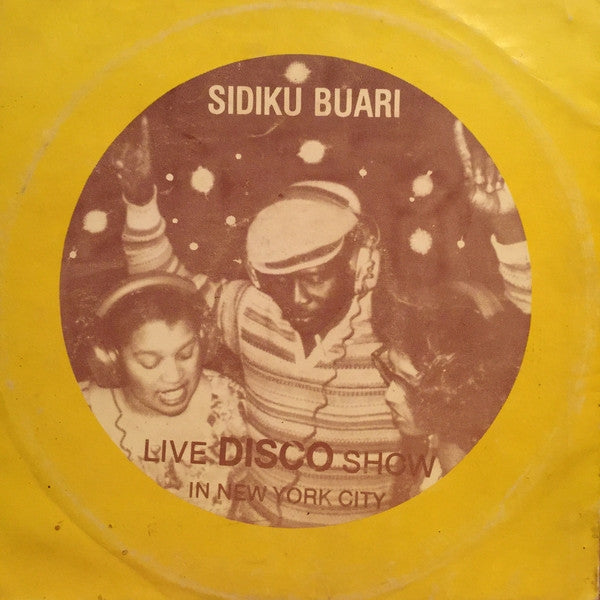 SIDIKU BUARI
LIVE DISCO SHOW
IN NEW YORK CITY